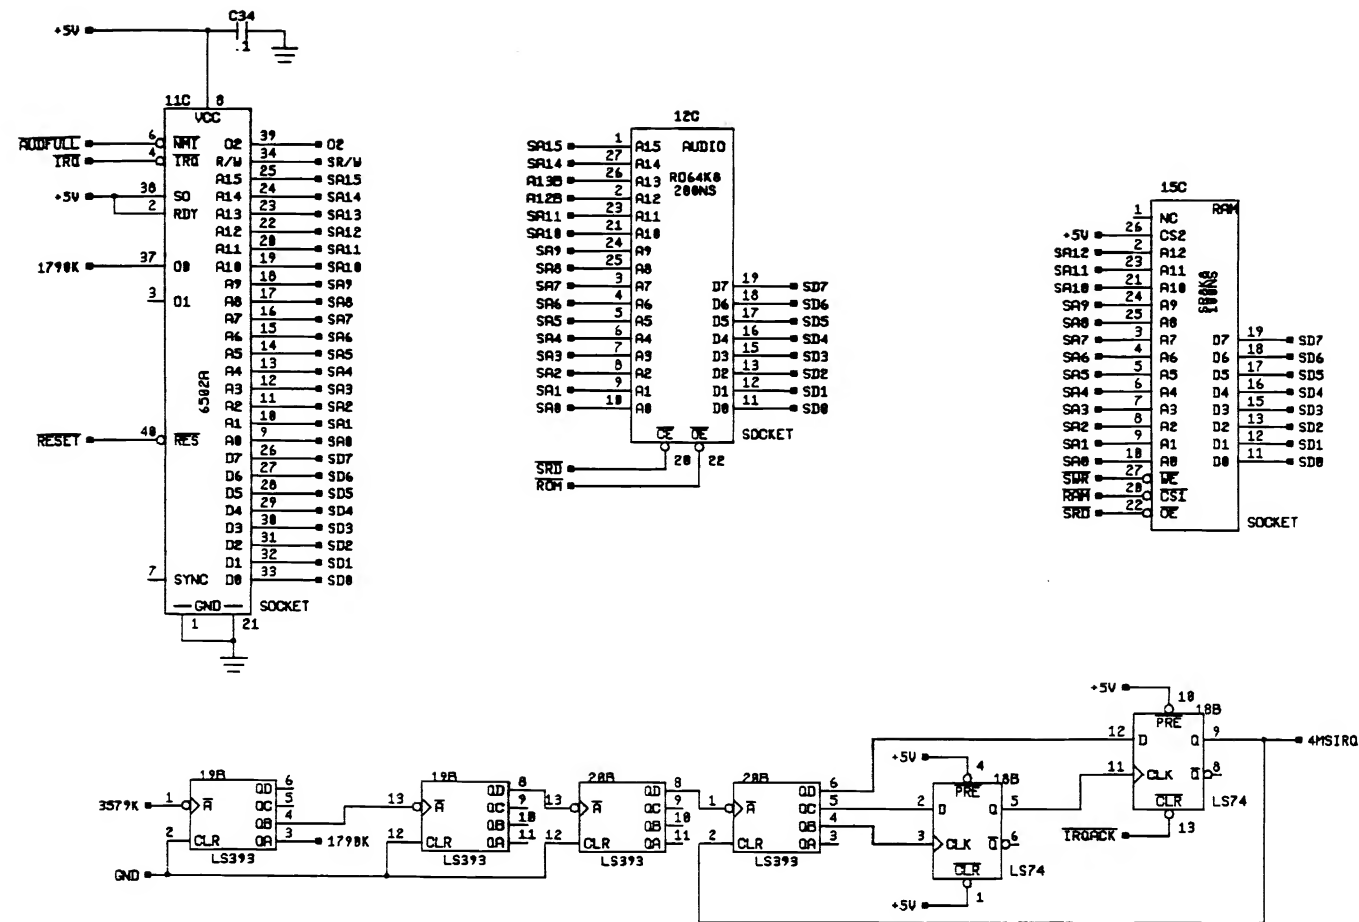 C34
+5V
.1
11C 8
VCC
AUDFULL 6 NMI O2 39 O2
IRQ 4 IRQ R/W 34 SR/W
A15 25 SA15
+5V 38 SO A14 24 SA14
2 RDY A13 23 SA13
A12 22 SA12
A11 20 SA11
1790K 37 O0 A10 19 SA10
A9 18 SA9
3 O1 A8 17 SA8
A7 16 SA7
A6 15 SA6
A5 14 SA5
A4 13 SA4
6502A
A3 12 SA3
A2 11 SA2
A1 10 SA1
RESET 40 RES A0 9 SA0
D7 26 SD7
D6 27 SD6
D5 28 SD5
D4 29 SD4
D3 30 SD3
D2 31 SD2
D1 32 SD1
7 SYNC D0 33 SD0
GND SOCKET
1 21
12C
AUDIO
RO64K8
200NS
SA15 1 A15
SA14 27 A14
A13B 26 A13
A12B 2 A12
SA11 23 A11
SA10 21 A10
SA9 24 A9
SA8 25 A8
SA7 3 A7 D7 19 SD7
SA6 4 A6 D6 18 SD6
SA5 5 A5 D5 17 SD5
SA4 6 A4 D4 16 SD4
SA3 7 A3 D3 15 SD3
SA2 8 A2 D2 13 SD2
SA1 9 A1 D1 12 SD1
SA0 10 A0 D0 11 SD0
CE OE SOCKET
20 22
SRD
ROM
15C
RAM
1 NC
+5V 26 CS2
SA12 2 A12
SA11 23 A11
SA10 21 A10
SA9 24 A9
100NS
SA8 25 A8
SA7 3 A7 D7 19 SD7
SA6 4 A6 D6 18 SD6
SA5 5 A5 D5 17 SD5
SA4 6 A4 D4 16 SD4
SA3 7 A3 D3 15 SD3
SA2 8 A2 D2 13 SD2
SA1 9 A1 D1 12 SD1
SA0 10 A0 D0 11 SD0
SWR 27 WE
RAM 20 CS1
SRD 22 OE
SOCKET
19B
3579K 1 A
QD 6
QC 5
QB 4
2 CLR QA 3 1790K
LS393
GND
19B
13 A
QD 8
QC 9
QB 10
12 CLR QA 11
LS393
20B
13 A
QD 8
QC 9
QB 10
12 CLR QA 11
LS393
20B
1 A
QD 6
QC 5
QB 4
2 CLR QA 3
LS393
+5V 4 18B
PRE
2 D Q 5
3 CLK Q 6
CLR LS74
+5V 1
+5V 10
18B
PRE
12 D Q 9 4MSIRQ
11 CLK Q 8
CLR LS74
IRQACK 13